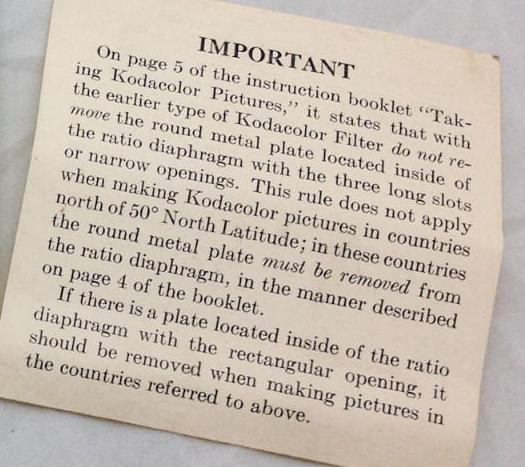 IMPORTANT
On page 5 of the instruction booklet “Tak-
ing Kodacolor Pictures,” it states that with
the earlier type of Kodacolor Filter do not re-
move the round metal plate located inside of
the ratio diaphragm with the three long slots
or narrow openings. This rule does not apply
when making Kodacolor pictures in countries
north of 50° North Latitude; in these countries
the round metal plate must be removed from
the ratio diaphragm, in the manner described
on page 4 of the booklet.
If there is a plate located inside of the ratio
diaphragm with the rectangular opening, it
should be removed when making pictures in
the countries referred to above.